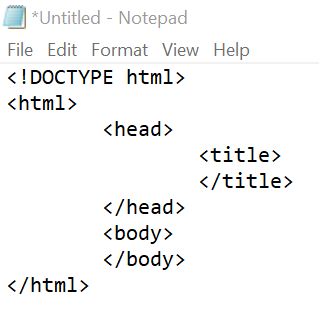 *Untitled - Notepad
File Edit Format View Help
<!DOCTYPE html>
<html>
<head>
<title>
</title>
</head>
<body>
</body>
</html>